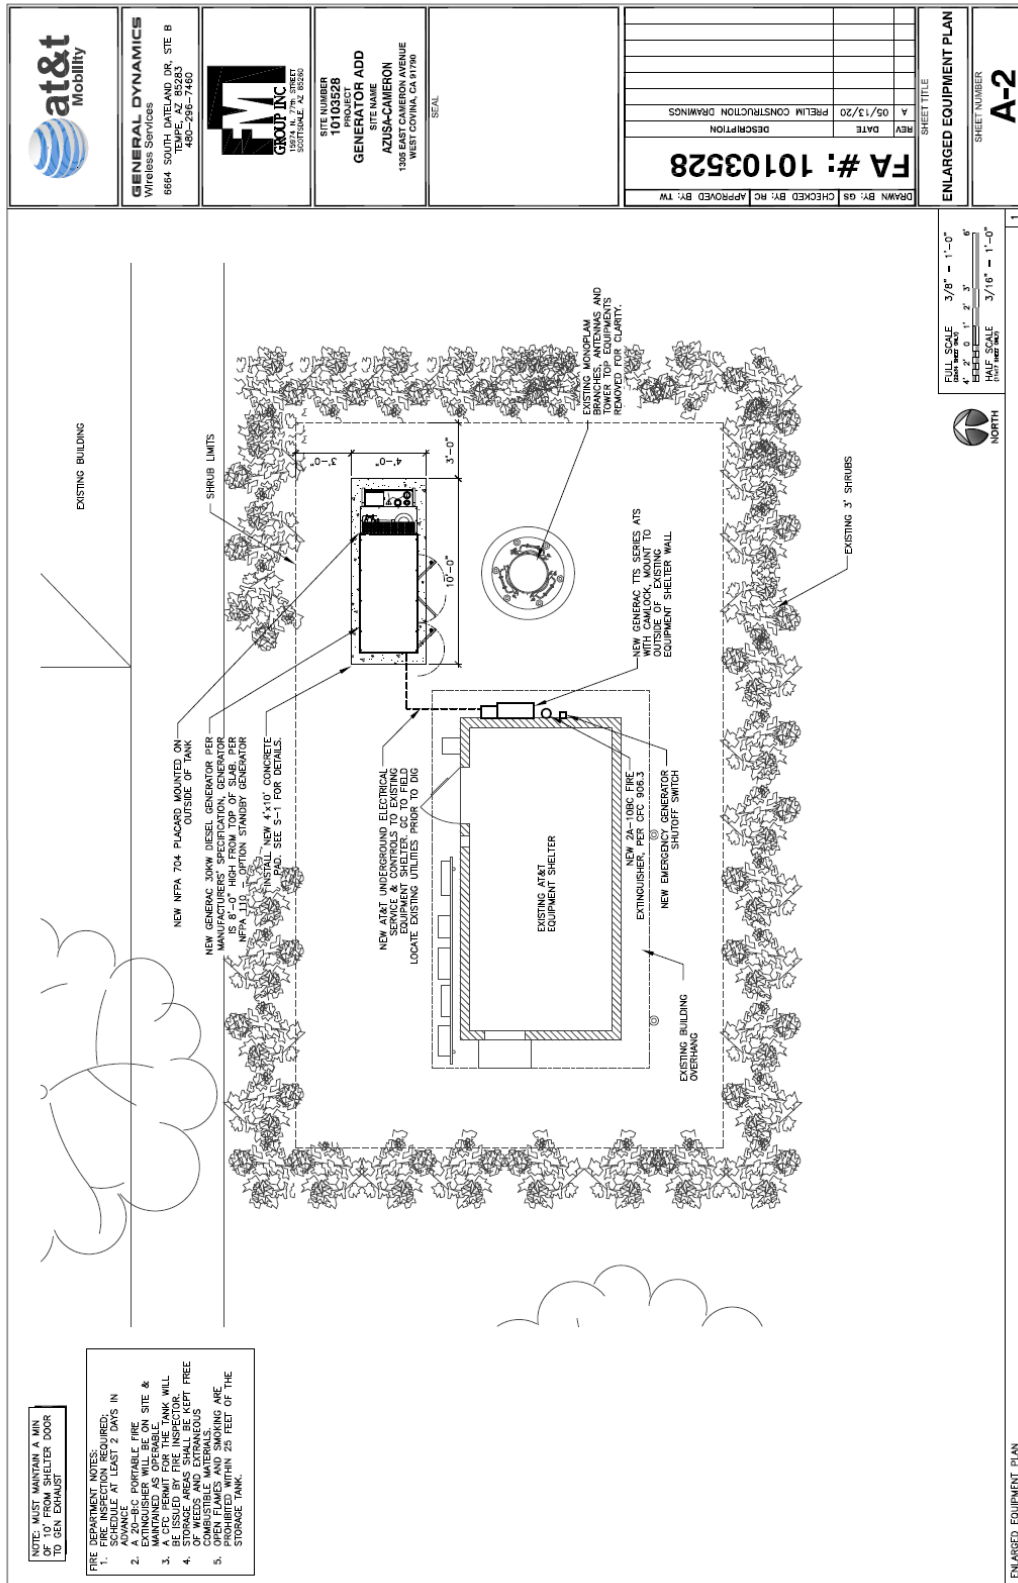 NOTE: MUST MAINTAIN A MIN
OF 10' FROM SHELTER DOOR
TO GEN EXHAUST
FIRE DEPARTMENT NOTES:
1. FIRE INSPECTION REQUIRED;
SCHEDULE AT LEAST 2 DAYS IN
ADVANCE
2. A 20-B:C PORTABLE FIRE
EXTINGUISHER WILL BE ON SITE &
MAINTAINED AS OPERABLE.
3. A CFC PERMIT FOR THE TANK WILL
BE ISSUED BY FIRE INSPECTOR.
4. STORAGE AREAS SHALL BE KEPT FREE
OF WEEDS AND EXTRANEOUS
COMBUSTIBLE MATERIALS.
5. OPEN FLAMES AND SMOKING ARE
PROHIBITED WITHIN 25 FEET OF THE
STORAGE TANK.
EXISTING BUILDING
SHRUB LIMITS
NEW NFPA 704 PLACARD MOUNTED ON
OUTSIDE OF TANK
NEW GENERAC 30KW DIESEL GENERATOR PER
MANUFACTURERS' SPECIFICATION, GENERATOR
IS 8'-0" HIGH FROM TOP OF SLAB. PER
NFPA 110 - OPTION STANDBY GENERATOR
INSTALL NEW 4'x10' CONCRETE
PAD. SEE S-1 FOR DETAILS.
3'-0"
4'-0"
3'-0"
10'-0"
NEW AT&T UNDERGROUND ELECTRICAL
SERVICE & CONTROLS TO EXISTING
EQUIPMENT SHELTER. GC TO FIELD
LOCATE EXISTING UTILITIES PRIOR TO DIG
EXISTING MONOPLAM
BRANCHES, ANTENNAS AND
TOWER TOP EQUIPMENTS
REMOVED FOR CLARITY.
NEW GENERAC TTS SERIES ATS
WITH CAMLOCK, MOUNT TO
OUTSIDE OF EXISTING
EQUIPMENT SHELTER WALL
EXISTING AT&T
EQUIPMENT SHELTER
NEW 2A-10BC FIRE
EXTINGUISHER, PER CFC 906.3
NEW EMERGENCY GENERATOR
SHUTOFF SWITCH
EXISTING BUILDING
OVERHANG
EXISTING 3' SHRUBS
NORTH
FULL SCALE 3/8" = 1'-0"
4' 2' 0 1' 2' 3' 6'
HALF SCALE 3/16" = 1'-0"
ENLARGED EQUIPMENT PLAN
1
at&t
Mobility
GENERAL DYNAMICS
Wireless Services
6664 SOUTH DATELAND DR, STE B
TEMPE, AZ 85283
480-296-7460
FM
GROUP INC
15974 N. 77th STREET
SCOTTSDALE, AZ 85260
SITE NUMBER
10103528
PROJECT
GENERATOR ADD
SITE NAME
AZUSA-CAMERON
1305 EAST CAMERON AVENUE
WEST COVINA, CA 91790
SEAL
A 05/13/20 PRELIM CONSTRUCTION DRAWINGS
REV DATE DESCRIPTION
FA #: 10103528
DRAWN BY: GS CHECKED BY: RC APPROVED BY: TW
SHEET TITLE
ENLARGED EQUIPMENT PLAN
SHEET NUMBER
A-2